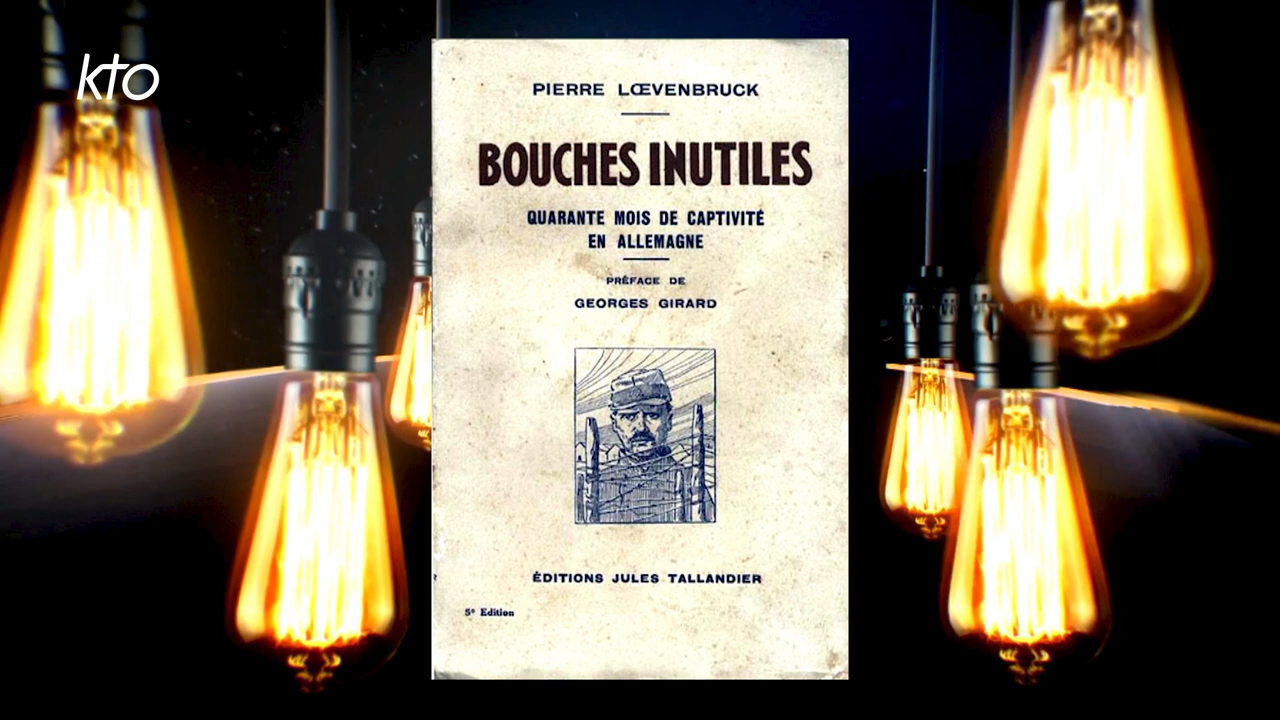 kto
PIERRE LŒVENBRUCK
BOUCHES INUTILES
QUARANTE MOIS DE CAPTIVITÉ
EN ALLEMAGNE
PRÉFACE DE
GEORGES GIRARD
ÉDITIONS JULES TALLANDIER
5e Edition